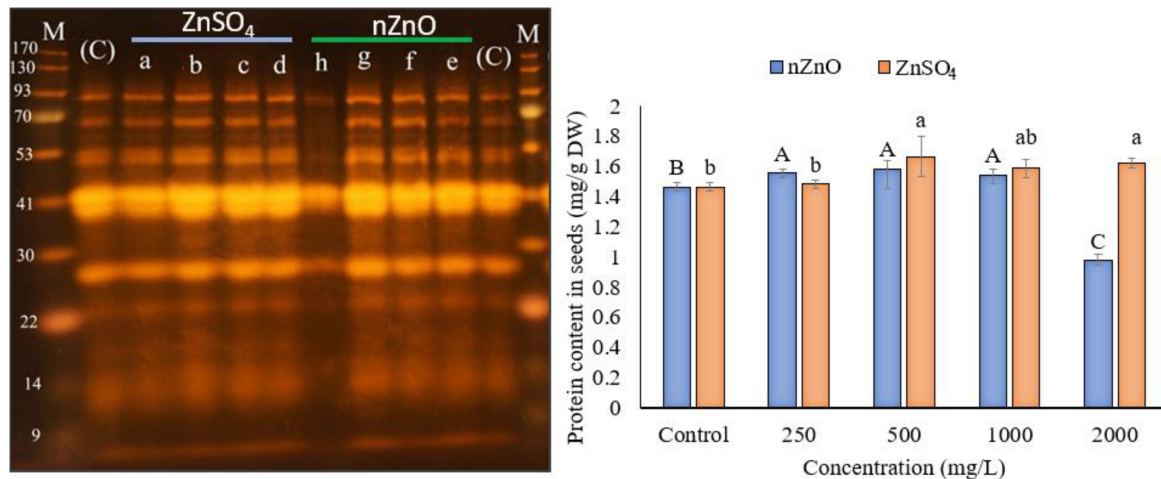 M
(C)
ZnSO₄
a b c d
nZnO
h g f e
(C)
M
170
130
93
70
53
41
30
22
14
9
nZnO ZnSO₄
Protein content in seeds (mg/g DW)
2
1.8
1.6
1.4
1.2
1
0.8
0.6
0.4
0.2
0
B b
A b
A a
A ab
C a
Control 250 500 1000 2000
Concentration (mg/L)